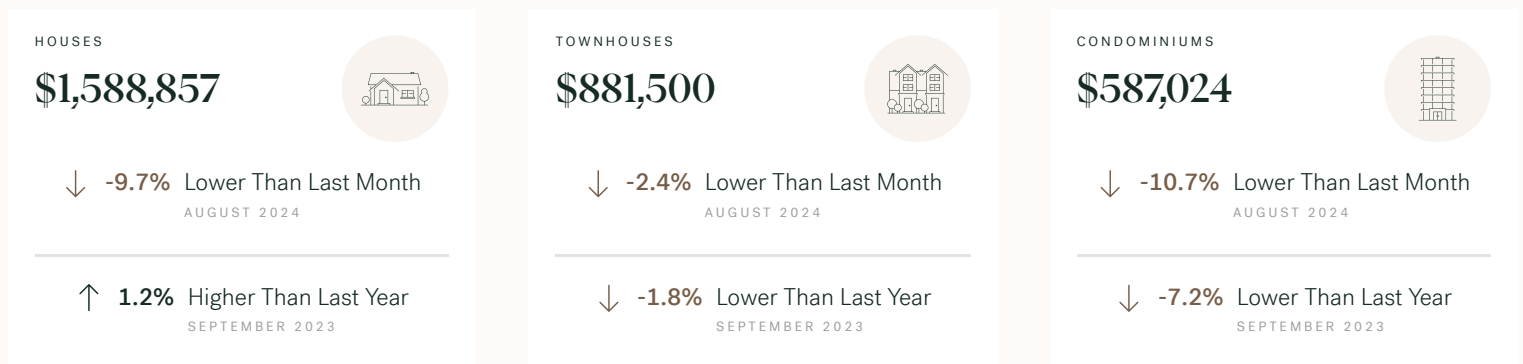 HOUSES
$1,588,857
-9.7% Lower Than Last Month
AUGUST 2024
1.2% Higher Than Last Year
SEPTEMBER 2023
TOWNHOUSES
$881,500
-2.4% Lower Than Last Month
AUGUST 2024
-1.8% Lower Than Last Year
SEPTEMBER 2023
CONDOMINIUMS
$587,024
-10.7% Lower Than Last Month
AUGUST 2024
-7.2% Lower Than Last Year
SEPTEMBER 2023